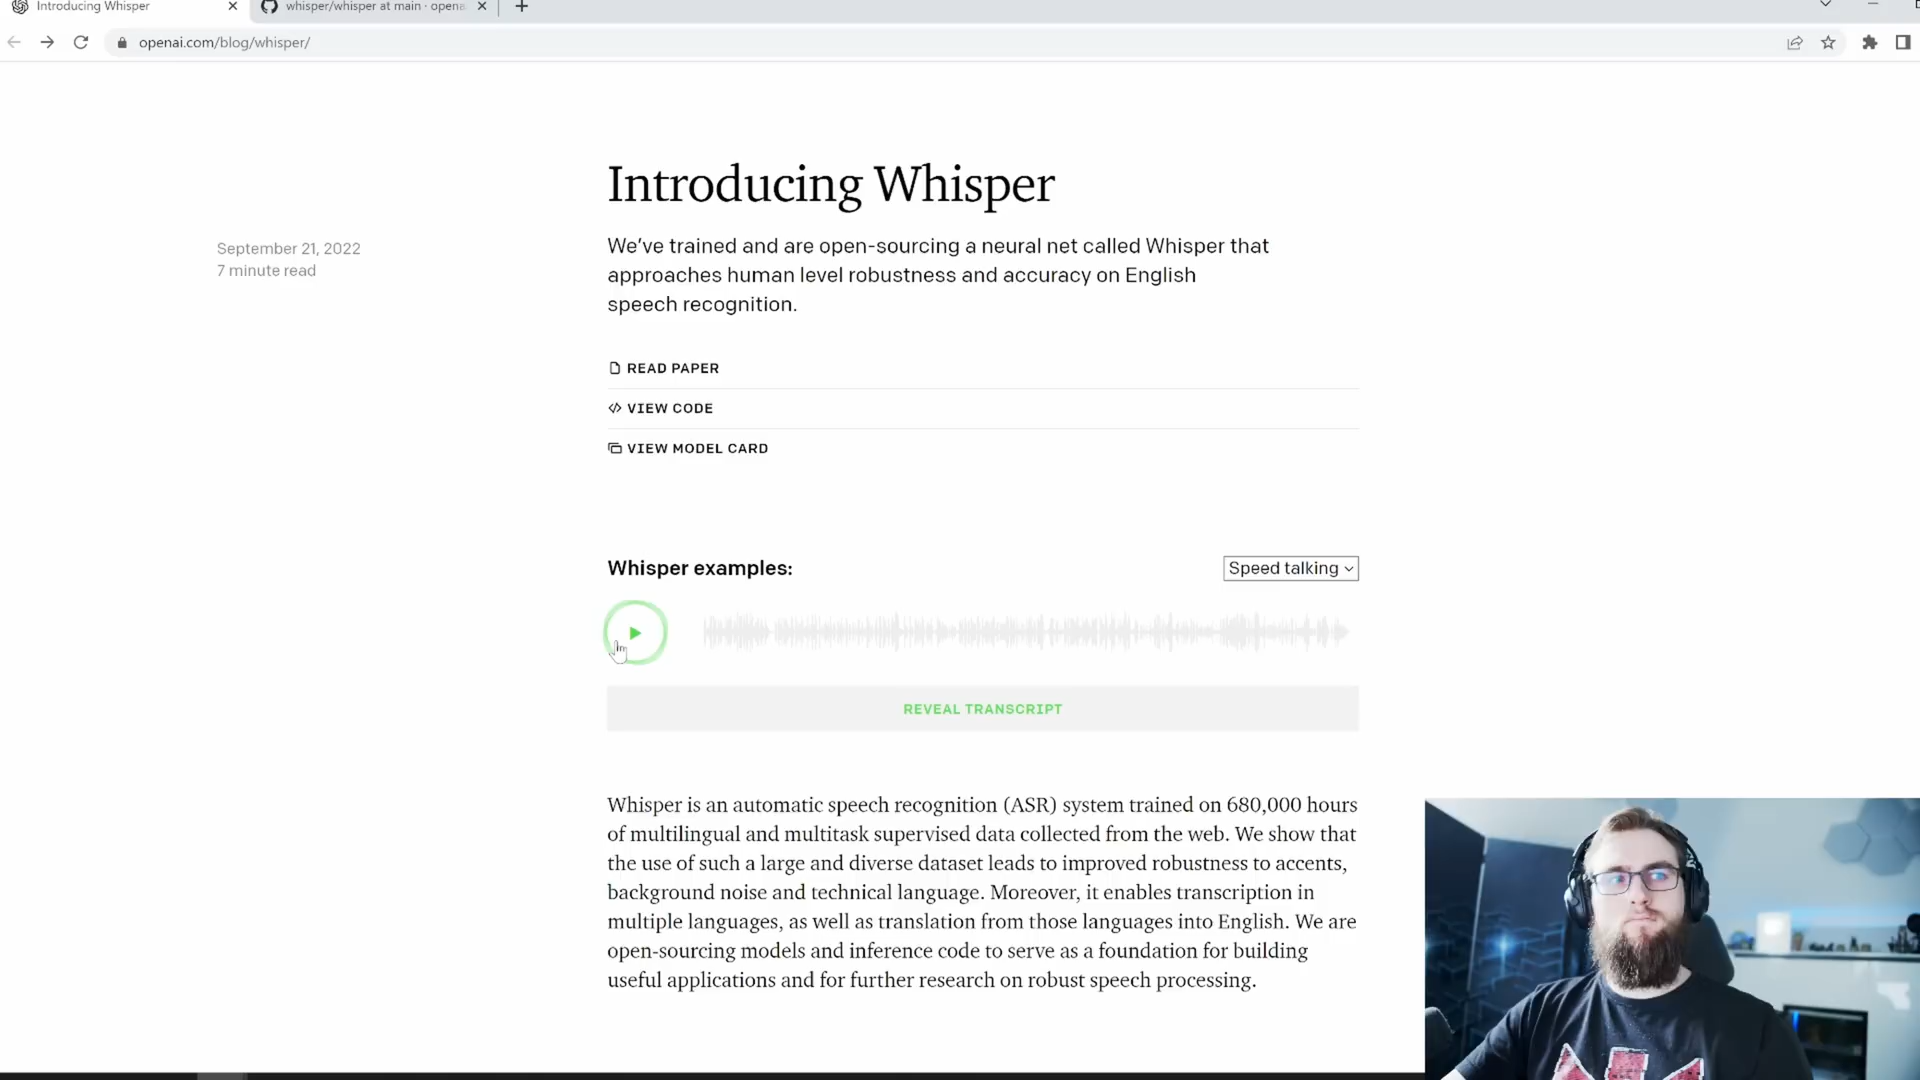 Introducing Whisper
whisper/whisper at main · opena
openai.com/blog/whisper/
Introducing Whisper
September 21, 2022
7 minute read
We've trained and are open-sourcing a neural net called Whisper that
approaches human level robustness and accuracy on English
speech recognition.
READ PAPER
VIEW CODE
VIEW MODEL CARD
Whisper examples:
Speed talking
REVEAL TRANSCRIPT
Whisper is an automatic speech recognition (ASR) system trained on 680,000 hours
of multilingual and multitask supervised data collected from the web. We show that
the use of such a large and diverse dataset leads to improved robustness to accents,
background noise and technical language. Moreover, it enables transcription in
multiple languages, as well as translation from those languages into English. We are
open-sourcing models and inference code to serve as a foundation for building
useful applications and for further research on robust speech processing.